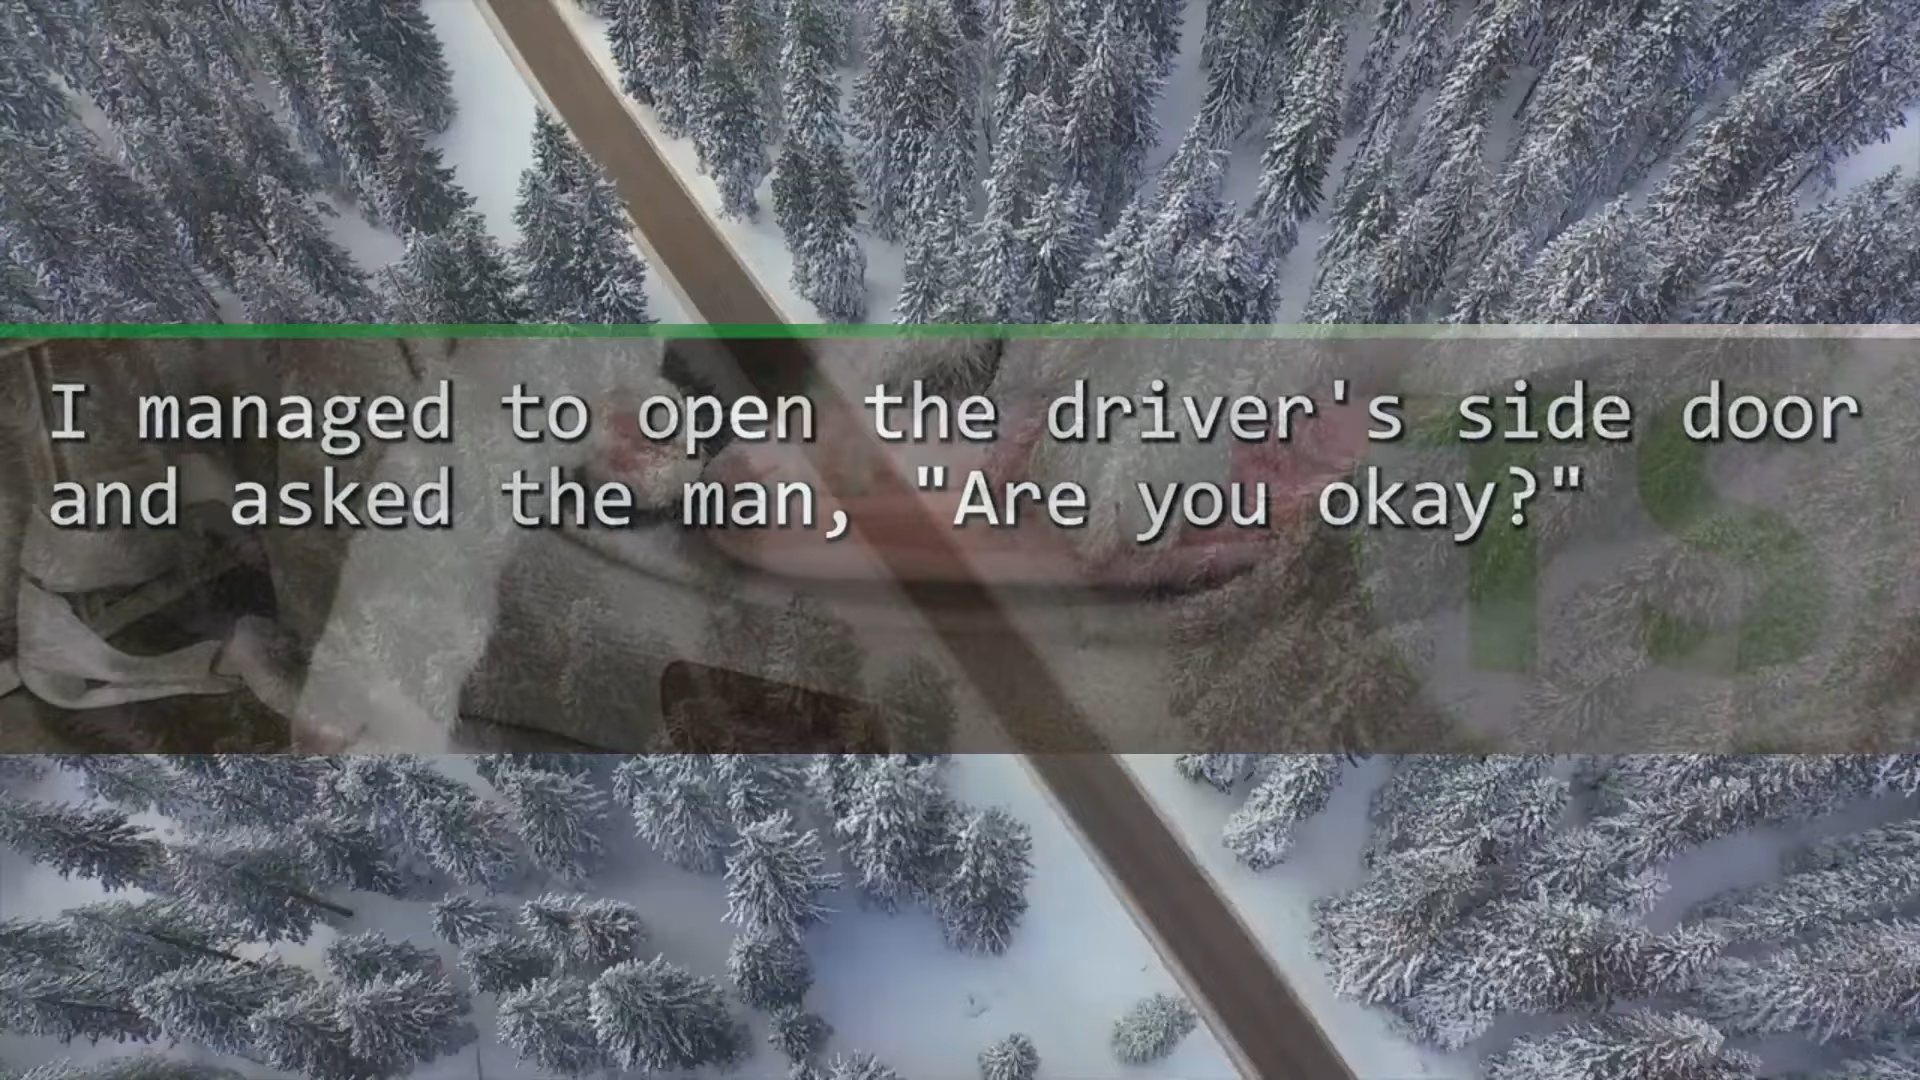 I managed to open the driver's side door
and asked the man, "Are you okay?"